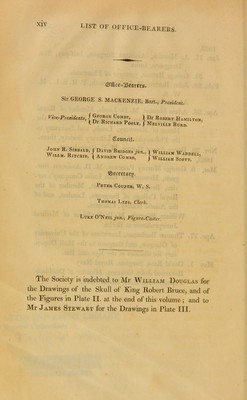 xiv
LIST OF OFFICE-BEARERS.
Office-Bearers.
Sir GEORGE S. MACKENZIE, Bart., President.
Vice-Presidents, { GEORGE COMBE, } Dr ROBERT HAMILTON.
{ Dr RICHARD POOLE, } MELVILLE BURD.
Council.
JOHN B. SIBBALD, { DAVID BRIDGES jun., { WILLIAM WADDELL,
WILLM. RITCHIE, { ANDREW COMBE, { WILLIAM SCOTT.
Secretary.
PETER COUPER, W. S.
THOMAS LEES, Clerk.
LUKE O'NEIL jun., Figure-Caster.
The Society is indebted to Mr WILLIAM DOUGLAS for
the Drawings of the Skull of King Robert Bruce, and of
the Figures in Plate II. at the end of this volume; and to
Mr JAMES STEWART for the Drawings in Plate III.